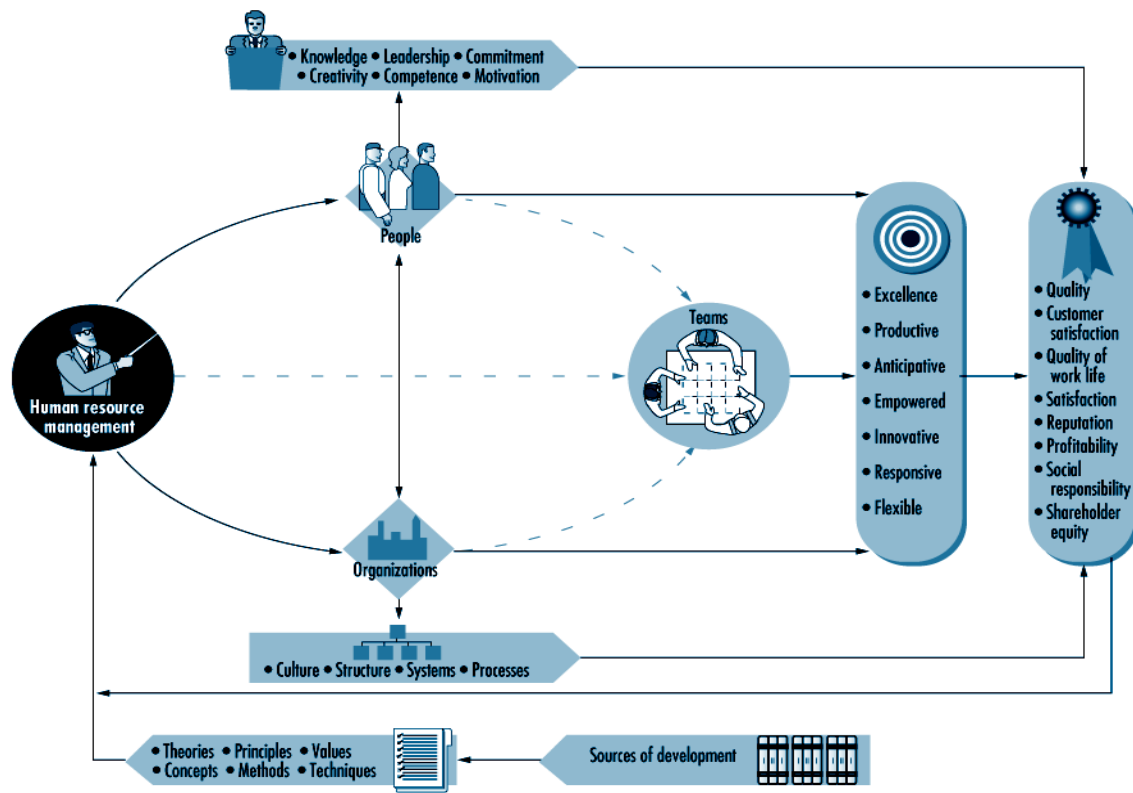 • Knowledge • Leadership • Commitment
• Creativity • Competence • Motivation
People
Human resource
management
Teams
Organizations
• Culture • Structure • Systems • Processes
• Excellence
• Productive
• Anticipative
• Empowered
• Innovative
• Responsive
• Flexible
• Quality
• Customer
satisfaction
• Quality of
work life
• Satisfaction
• Reputation
• Profitability
• Social
responsibility
• Shareholder
equity
• Theories • Principles • Values
• Concepts • Methods • Techniques
Sources of development